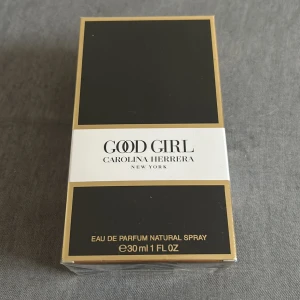 GOOD GIRL
CAROLINA HERRERA
NEW YORK
EAU DE PARFUM NATURAL SPRAY
℮30 ml 1 FL OZ